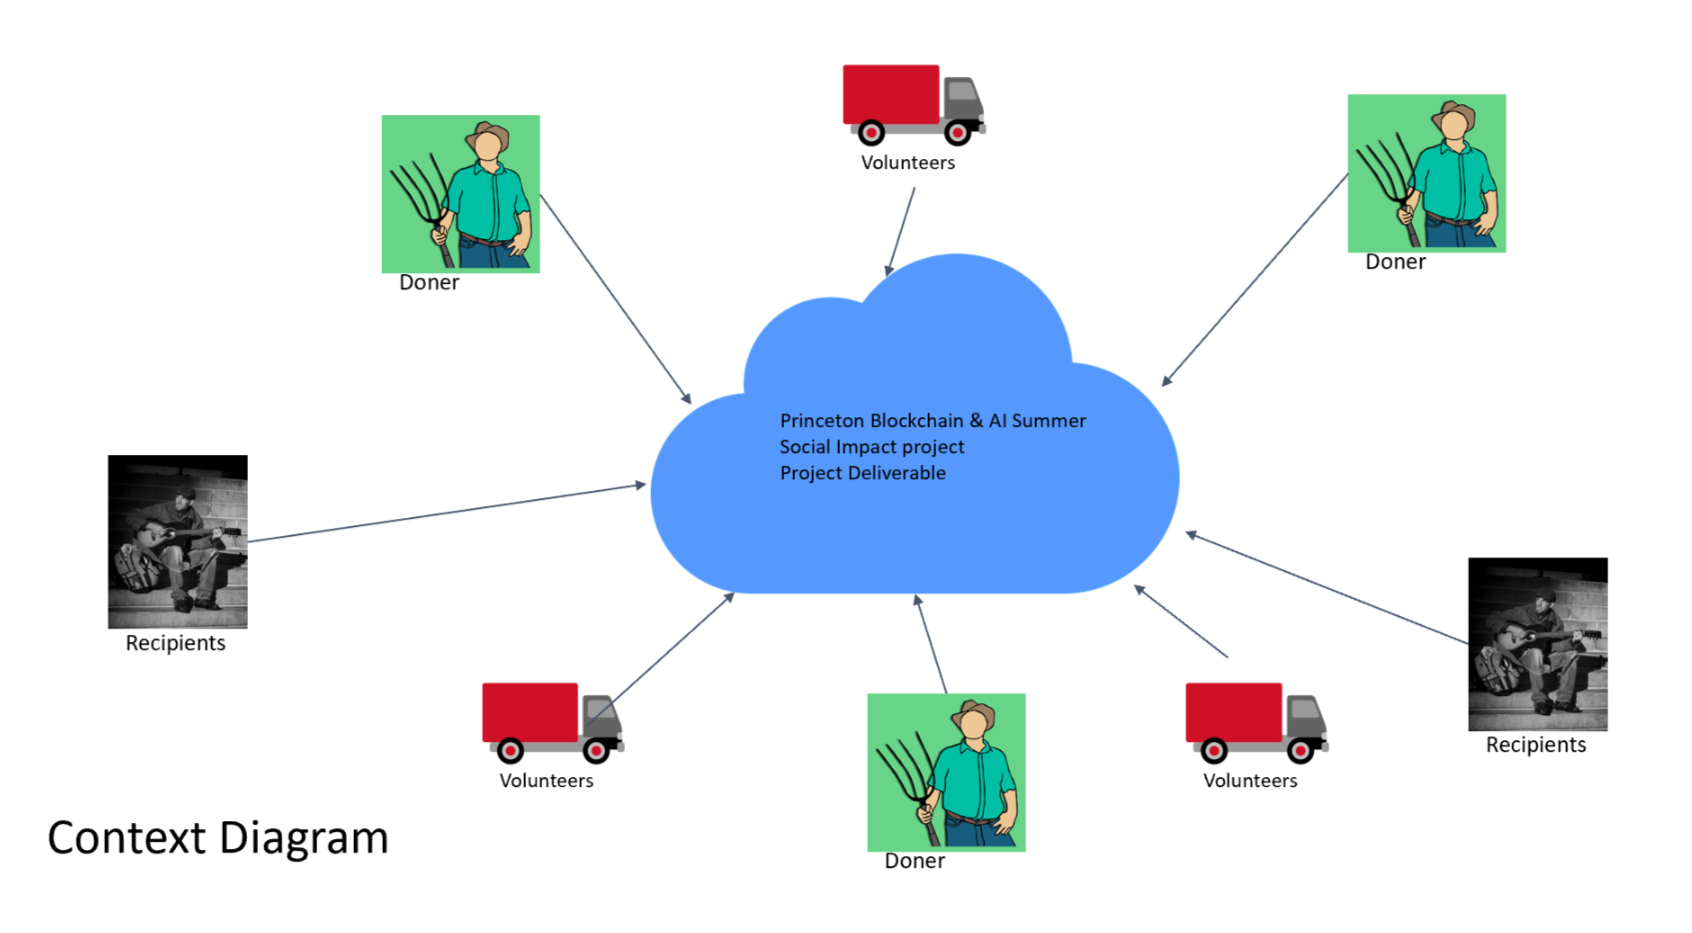 Volunteers
Doner
Doner
Princeton Blockchain & AI Summer
Social Impact project
Project Deliverable
Recipients
Recipients
Volunteers
Volunteers
Doner
Context Diagram